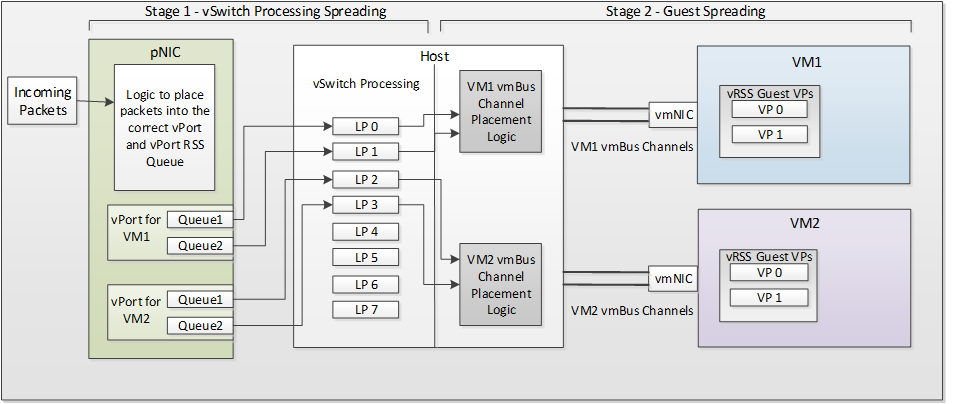 Stage 1 - vSwitch Processing Spreading
Stage 2 - Guest Spreading
pNIC
Incoming
Packets
Logic to place
packets into the
correct vPort
and vPort RSS
Queue
vPort for
VM1
Queue1
Queue2
vPort for
VM2
Queue1
Queue2
Host
vSwitch Processing
LP 0
LP 1
LP 2
LP 3
LP 4
LP 5
LP 6
LP 7
VM1 vmBus
Channel
Placement
Logic
VM2 vmBus
Channel
Placement
Logic
vmNIC
VM1 vmBus Channels
vmNIC
VM2 vmBus Channels
VM1
vRSS Guest VPs
VP 0
VP 1
VM2
vRSS Guest VPs
VP 0
VP 1